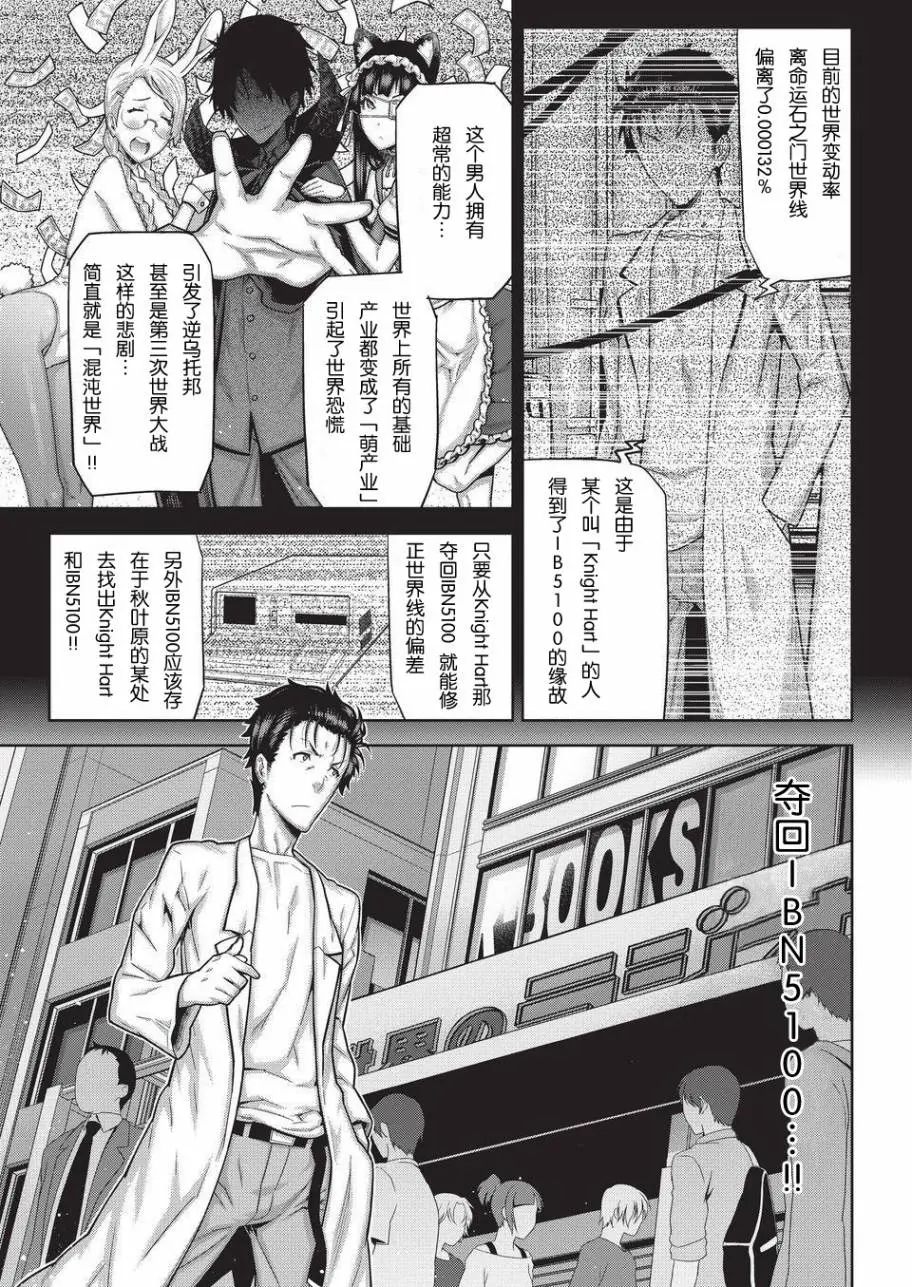 目前的世界变动率
离命运石之门世界线
偏离了0.000132%
这是由于
某个叫「Knight Hart」的人
得到了IB5100的缘故
这个男人拥有
超常的能力…
世界上所有的基础
产业都变成了「萌产业」
引起了世界恐慌
引发了逆乌托邦
甚至是第三次世界大战
这样的悲剧…
简直就是「混沌世界」!!
只要从Knight Hart那
夺回IBN5100 就能修
正世界线的偏差
另外IBN5100应该存
在于秋叶原的某处
去找出Knight Hart
和IBN5100!!
夺回IBN5100…!!
BOOKS
世界のラジ